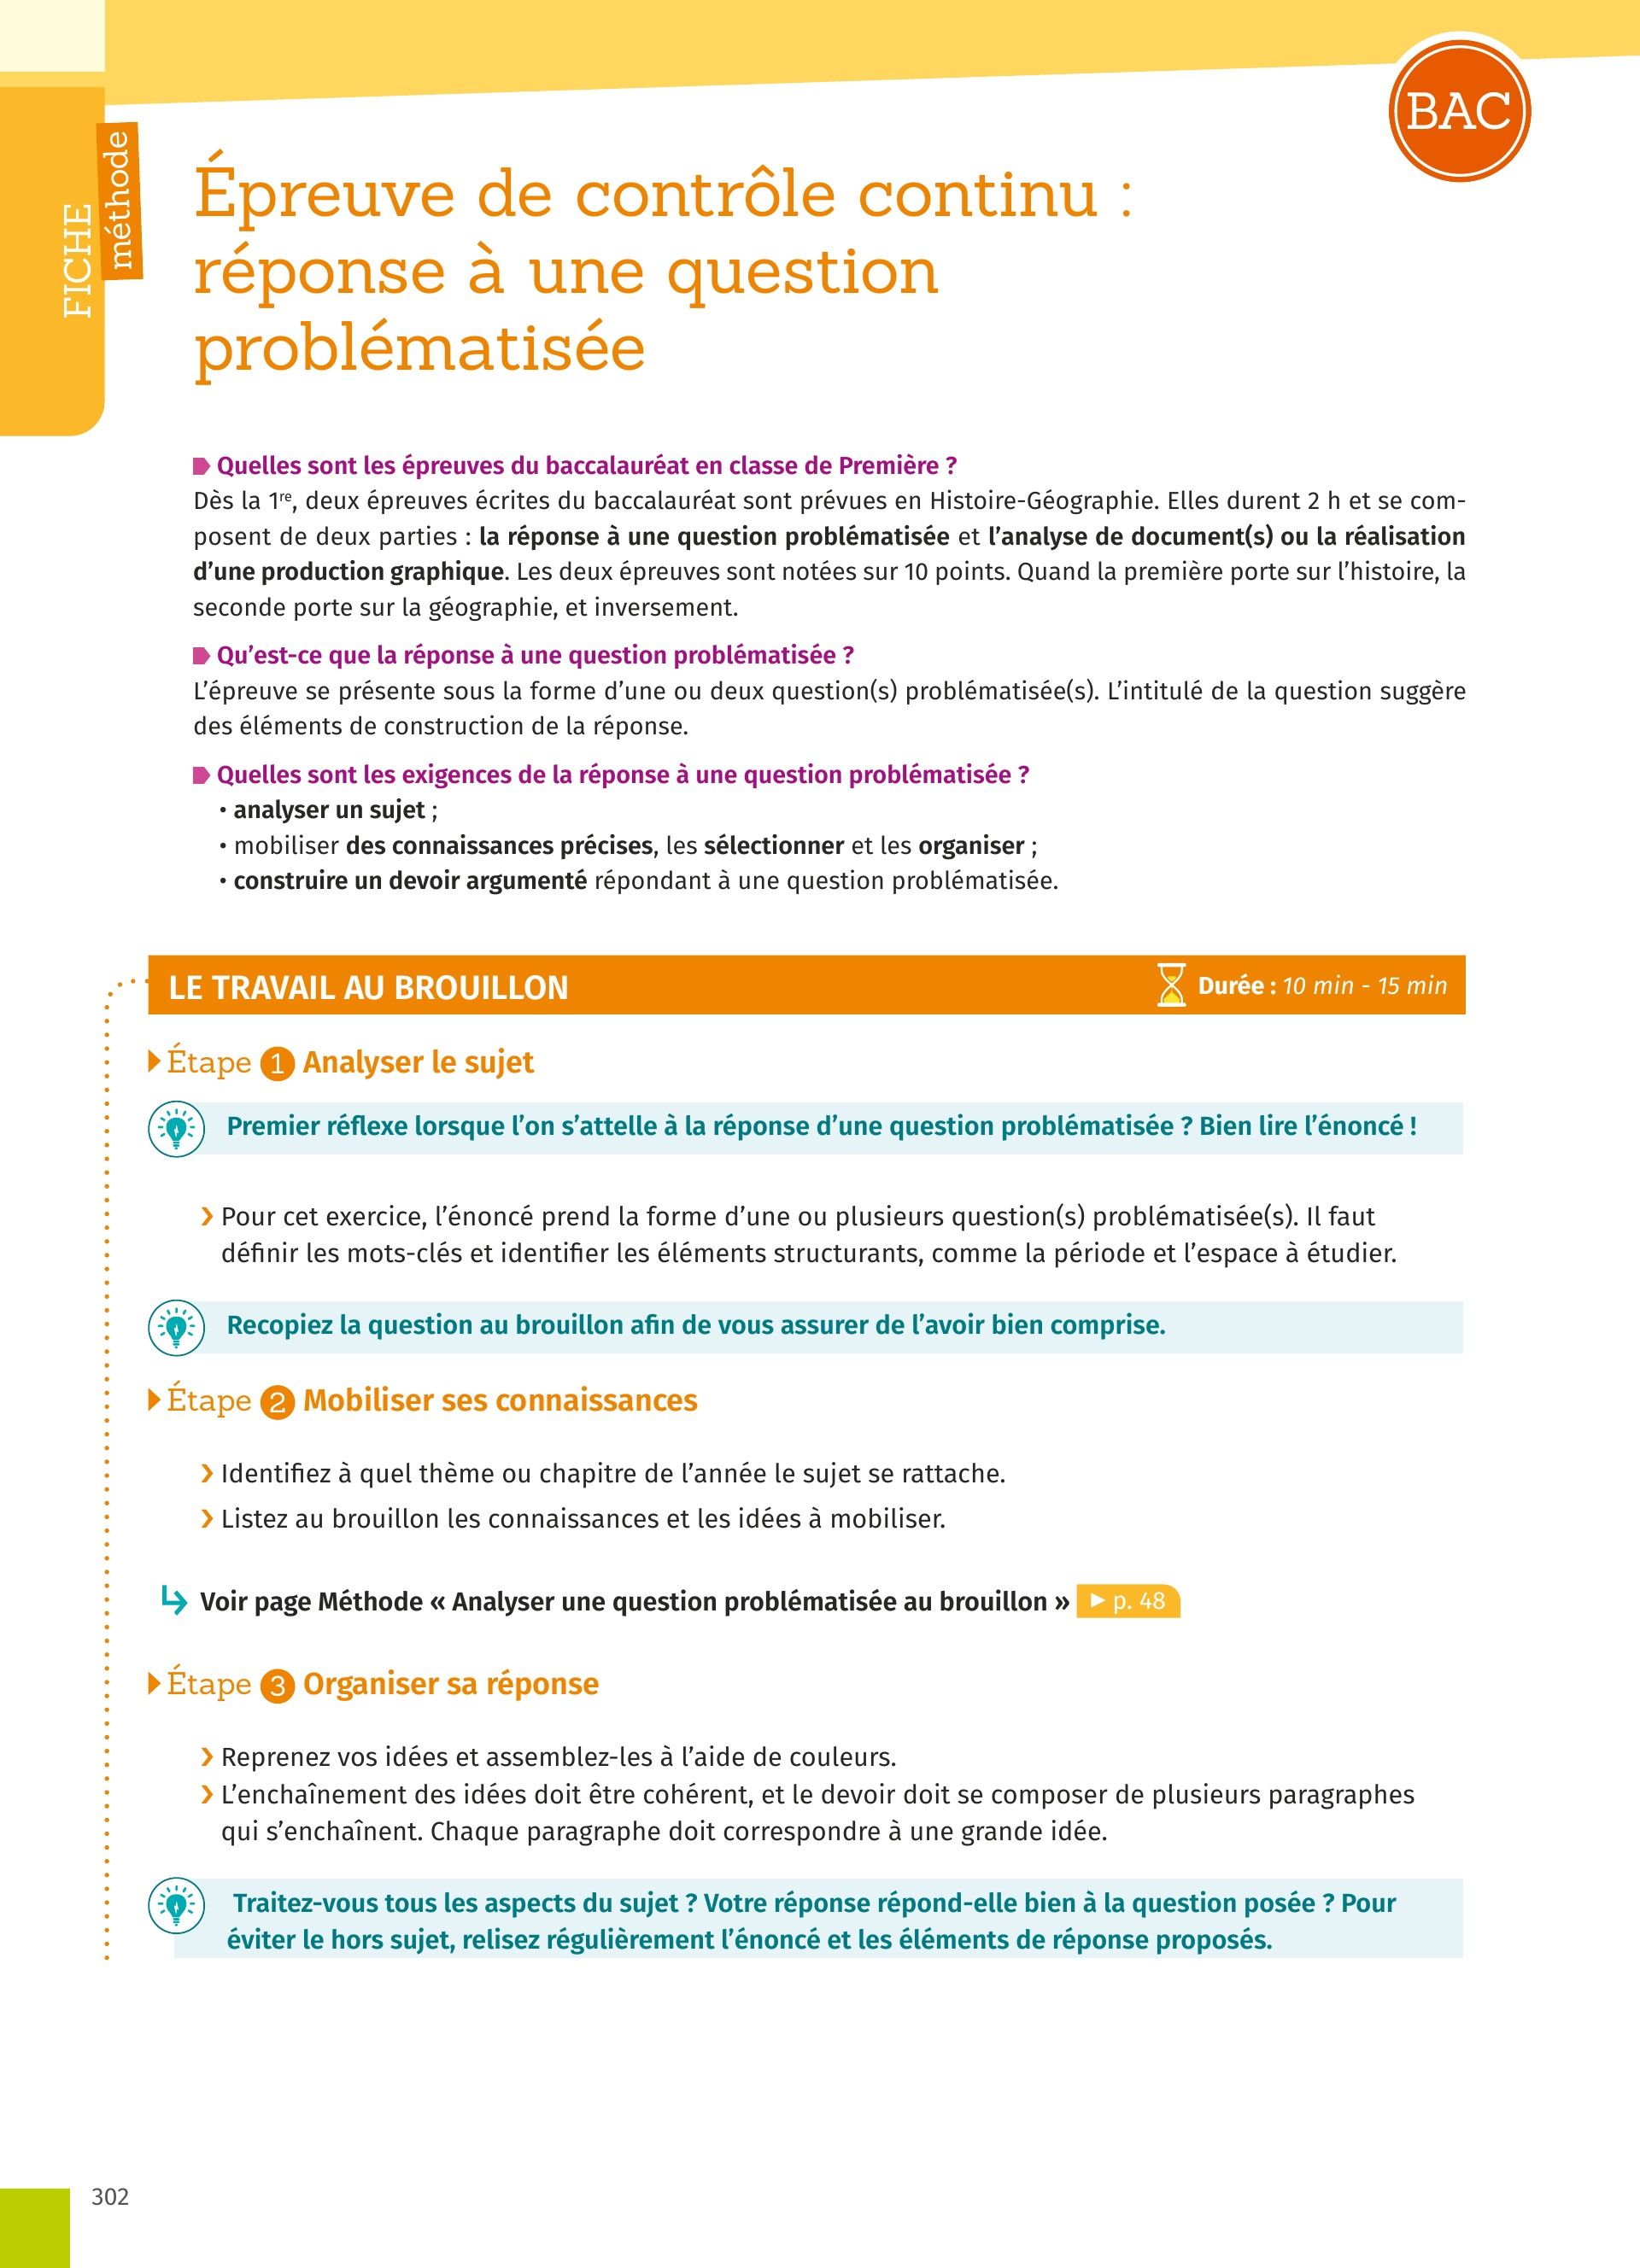 BAC
FICHE
méthode
Épreuve de contrôle continu :
réponse à une question
problématisée
Quelles sont les épreuves du baccalauréat en classe de Première ?
Dès la 1re, deux épreuves écrites du baccalauréat sont prévues en Histoire-Géographie. Elles durent 2 h et se com-
posent de deux parties : la réponse à une question problématisée et l’analyse de document(s) ou la réalisation
d’une production graphique. Les deux épreuves sont notées sur 10 points. Quand la première porte sur l’histoire, la
seconde porte sur la géographie, et inversement.
Qu’est-ce que la réponse à une question problématisée ?
L’épreuve se présente sous la forme d’une ou deux question(s) problématisée(s). L’intitulé de la question suggère
des éléments de construction de la réponse.
Quelles sont les exigences de la réponse à une question problématisée ?
• analyser un sujet ;
• mobiliser des connaissances précises, les sélectionner et les organiser ;
• construire un devoir argumenté répondant à une question problématisée.
LE TRAVAIL AU BROUILLON Durée : 10 min - 15 min
Étape 1 Analyser le sujet
Premier réflexe lorsque l’on s’attelle à la réponse d’une question problématisée ? Bien lire l’énoncé !
› Pour cet exercice, l’énoncé prend la forme d’une ou plusieurs question(s) problématisée(s). Il faut
définir les mots-clés et identifier les éléments structurants, comme la période et l’espace à étudier.
Recopiez la question au brouillon afin de vous assurer de l’avoir bien comprise.
Étape 2 Mobiliser ses connaissances
› Identifiez à quel thème ou chapitre de l’année le sujet se rattache.
› Listez au brouillon les connaissances et les idées à mobiliser.
Voir page Méthode « Analyser une question problématisée au brouillon » ► p. 48
Étape 3 Organiser sa réponse
› Reprenez vos idées et assemblez-les à l’aide de couleurs.
› L’enchaînement des idées doit être cohérent, et le devoir doit se composer de plusieurs paragraphes
qui s’enchaînent. Chaque paragraphe doit correspondre à une grande idée.
Traitez-vous tous les aspects du sujet ? Votre réponse répond-elle bien à la question posée ? Pour
éviter le hors sujet, relisez régulièrement l’énoncé et les éléments de réponse proposés.
302